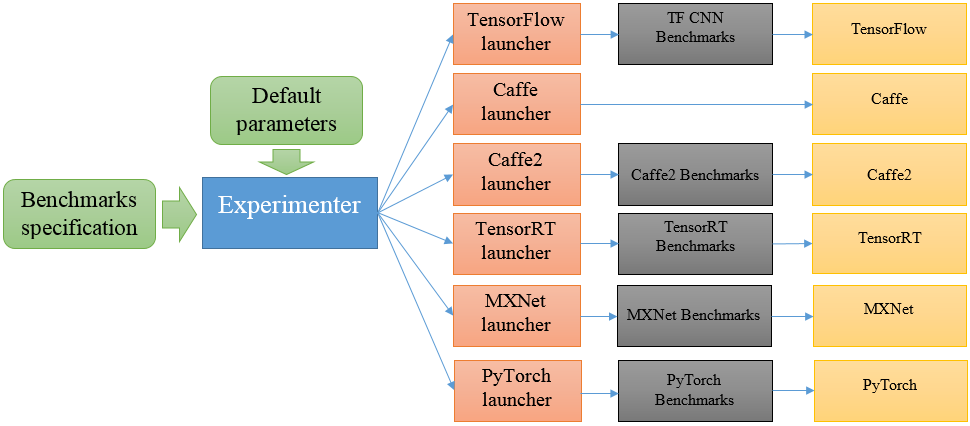 Benchmarks
specification
Default
parameters
Experimenter
TensorFlow
launcher
TF CNN
Benchmarks
TensorFlow
Caffe
launcher
Caffe
Caffe2
launcher
Caffe2 Benchmarks
Caffe2
TensorRT
launcher
TensorRT
Benchmarks
TensorRT
MXNet
launcher
MXNet Benchmarks
MXNet
PyTorch
launcher
PyTorch
Benchmarks
PyTorch